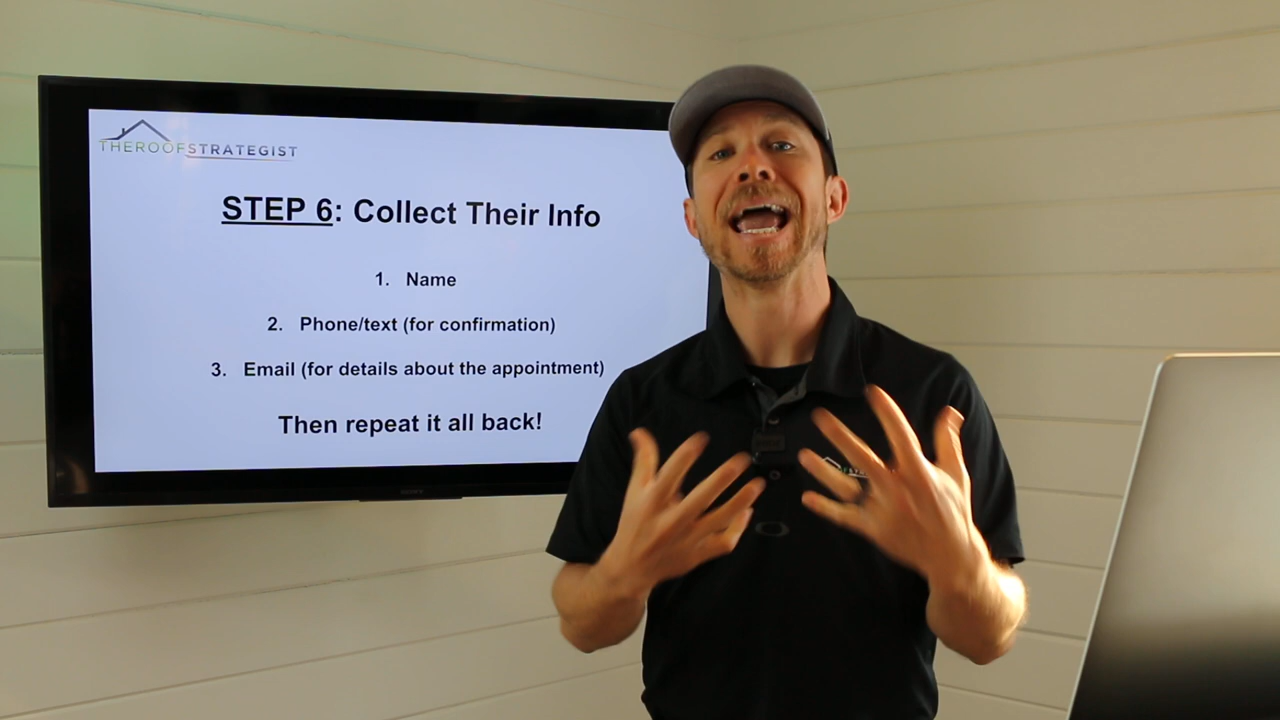 THEROOFSTRATEGIST
STEP 6: Collect Their Info
1. Name
2. Phone/text (for confirmation)
3. Email (for details about the appointment)
Then repeat it all back!
SONY